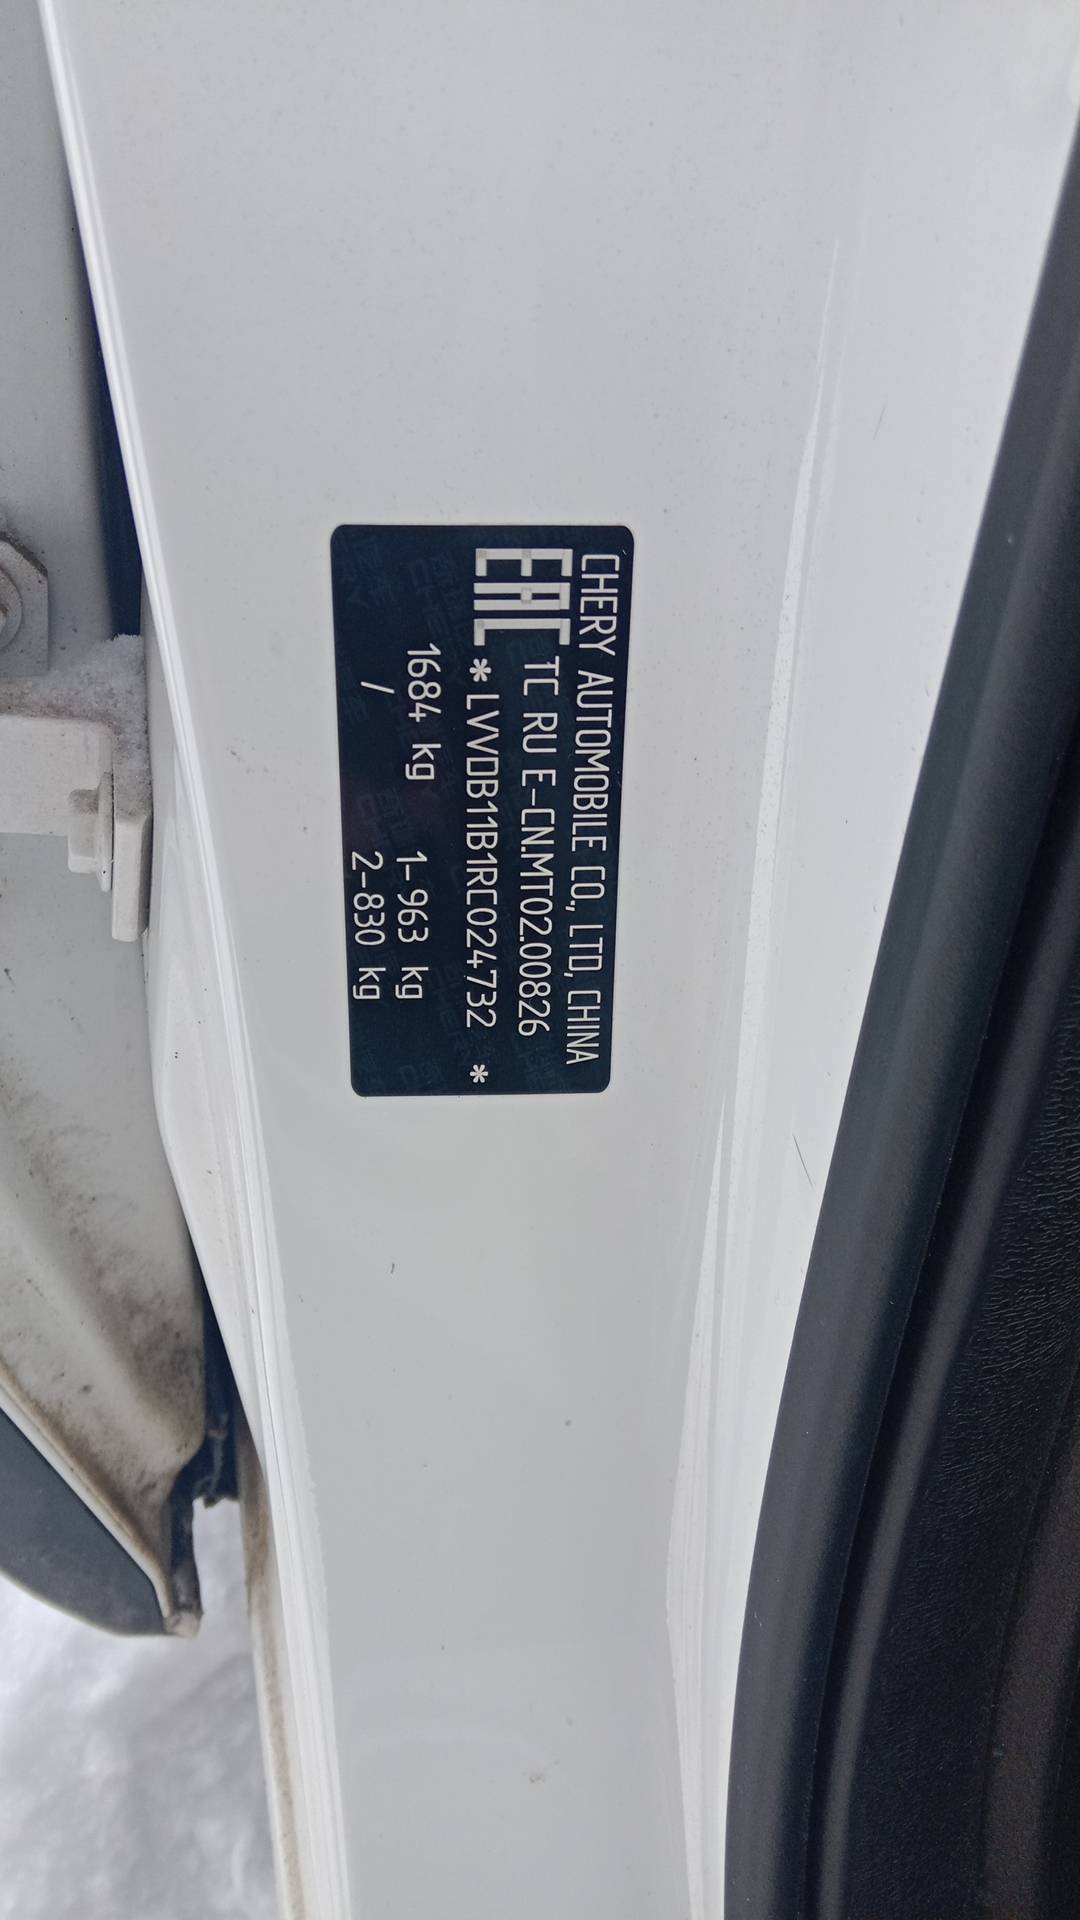 CHERY AUTOMOBILE CO., LTD, CHINA
EAC TC RU E-CN.MT02.00826
*LVVDB11B1RC024732*
1684 kg 1-963 kg
/ 2-830 kg